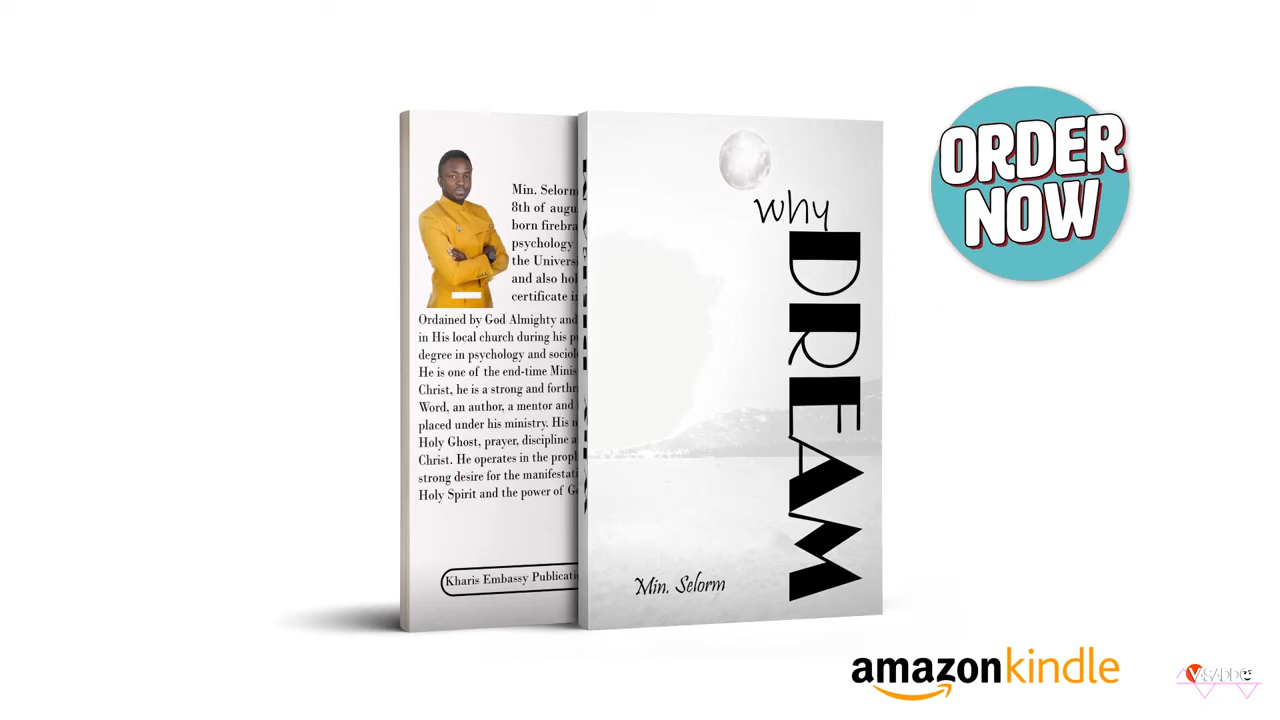 Min. Selorm
8th of augu
born firebra
psychology
the Univers
and also hol
certificate in
Ordained by God Almighty and
in His local church during his p
degree in psychology and sociol
He is one of the end-time Minis
Christ, he is a strong and forthr
Word, an author, a mentor and
placed under his ministry. His m
Holy Ghost, prayer, discipline a
Christ. He operates in the proph
strong desire for the manifestati
Holy Spirit and the power of G
Kharis Embassy Publicatio
why
DREAM
Min. Selorm
ORDER
NOW
amazonkindle